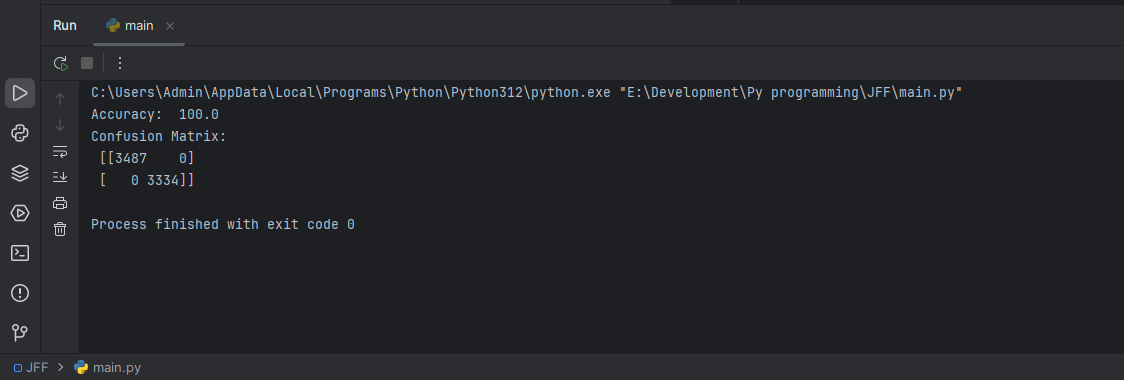 Run main
C:\Users\Admin\AppData\Local\Programs\Python\Python312\python.exe "E:\Development\Py programming\JFF\main.py"
Accuracy:  100.0
Confusion Matrix:
 [[3487    0]
 [   0 3334]]
Process finished with exit code 0
JFF > main.py